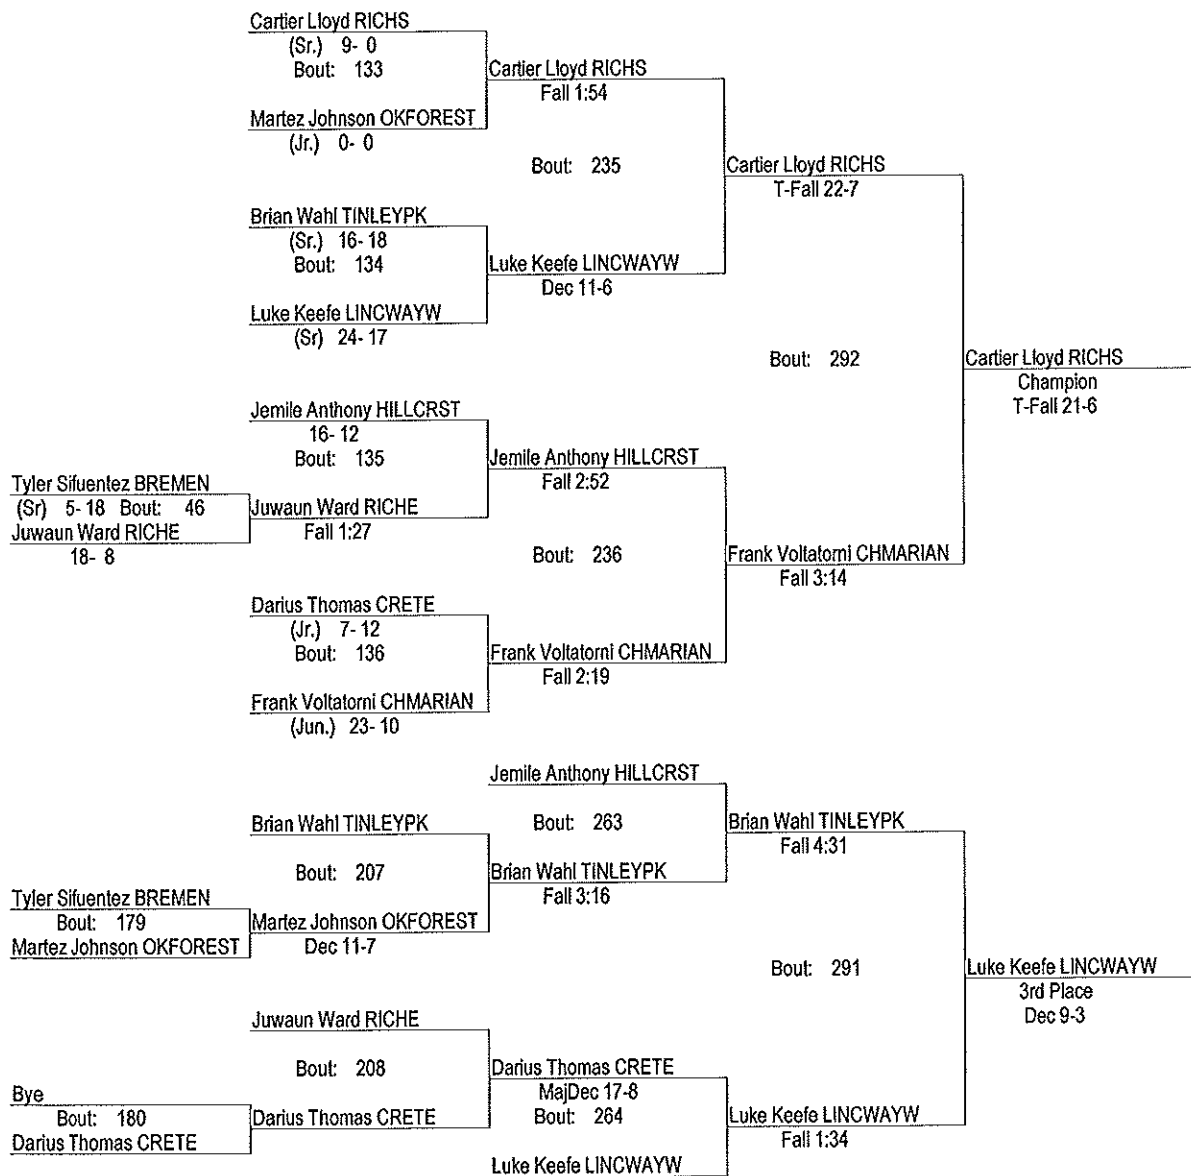 Cartier Lloyd RICHS
(Sr.) 9- 0
Bout: 133
Martez Johnson OKFOREST
(Jr.) 0- 0
Cartier Lloyd RICHS
Fall 1:54
Bout: 235
Brian Wahl TINLEYPK
(Sr.) 16- 18
Bout: 134
Luke Keefe LINCWAYW
(Sr) 24- 17
Luke Keefe LINCWAYW
Dec 11-6
Cartier Lloyd RICHS
T-Fall 22-7
Bout: 292
Cartier Lloyd RICHS
Champion
T-Fall 21-6
Jemile Anthony HILLCRST
16- 12
Bout: 135
Tyler Sifuentez BREMEN
(Sr) 5- 18 Bout: 46
Juwaun Ward RICHE
18- 8
Juwaun Ward RICHE
Fall 1:27
Jemile Anthony HILLCRST
Fall 2:52
Bout: 236
Frank Voltatorni CHMARIAN
Fall 3:14
Darius Thomas CRETE
(Jr.) 7- 12
Bout: 136
Frank Voltatorni CHMARIAN
(Jun.) 23- 10
Frank Voltatorni CHMARIAN
Fall 2:19
Jemile Anthony HILLCRST
Bout: 263
Brian Wahl TINLEYPK
Fall 4:31
Brian Wahl TINLEYPK
Bout: 207
Brian Wahl TINLEYPK
Fall 3:16
Tyler Sifuentez BREMEN
Bout: 179
Martez Johnson OKFOREST
Martez Johnson OKFOREST
Dec 11-7
Bout: 291
Luke Keefe LINCWAYW
3rd Place
Dec 9-3
Juwaun Ward RICHE
Bout: 208
Darius Thomas CRETE
MajDec 17-8
Bout: 264
Bye
Bout: 180
Darius Thomas CRETE
Darius Thomas CRETE
Luke Keefe LINCWAYW
Fall 1:34
Luke Keefe LINCWAYW